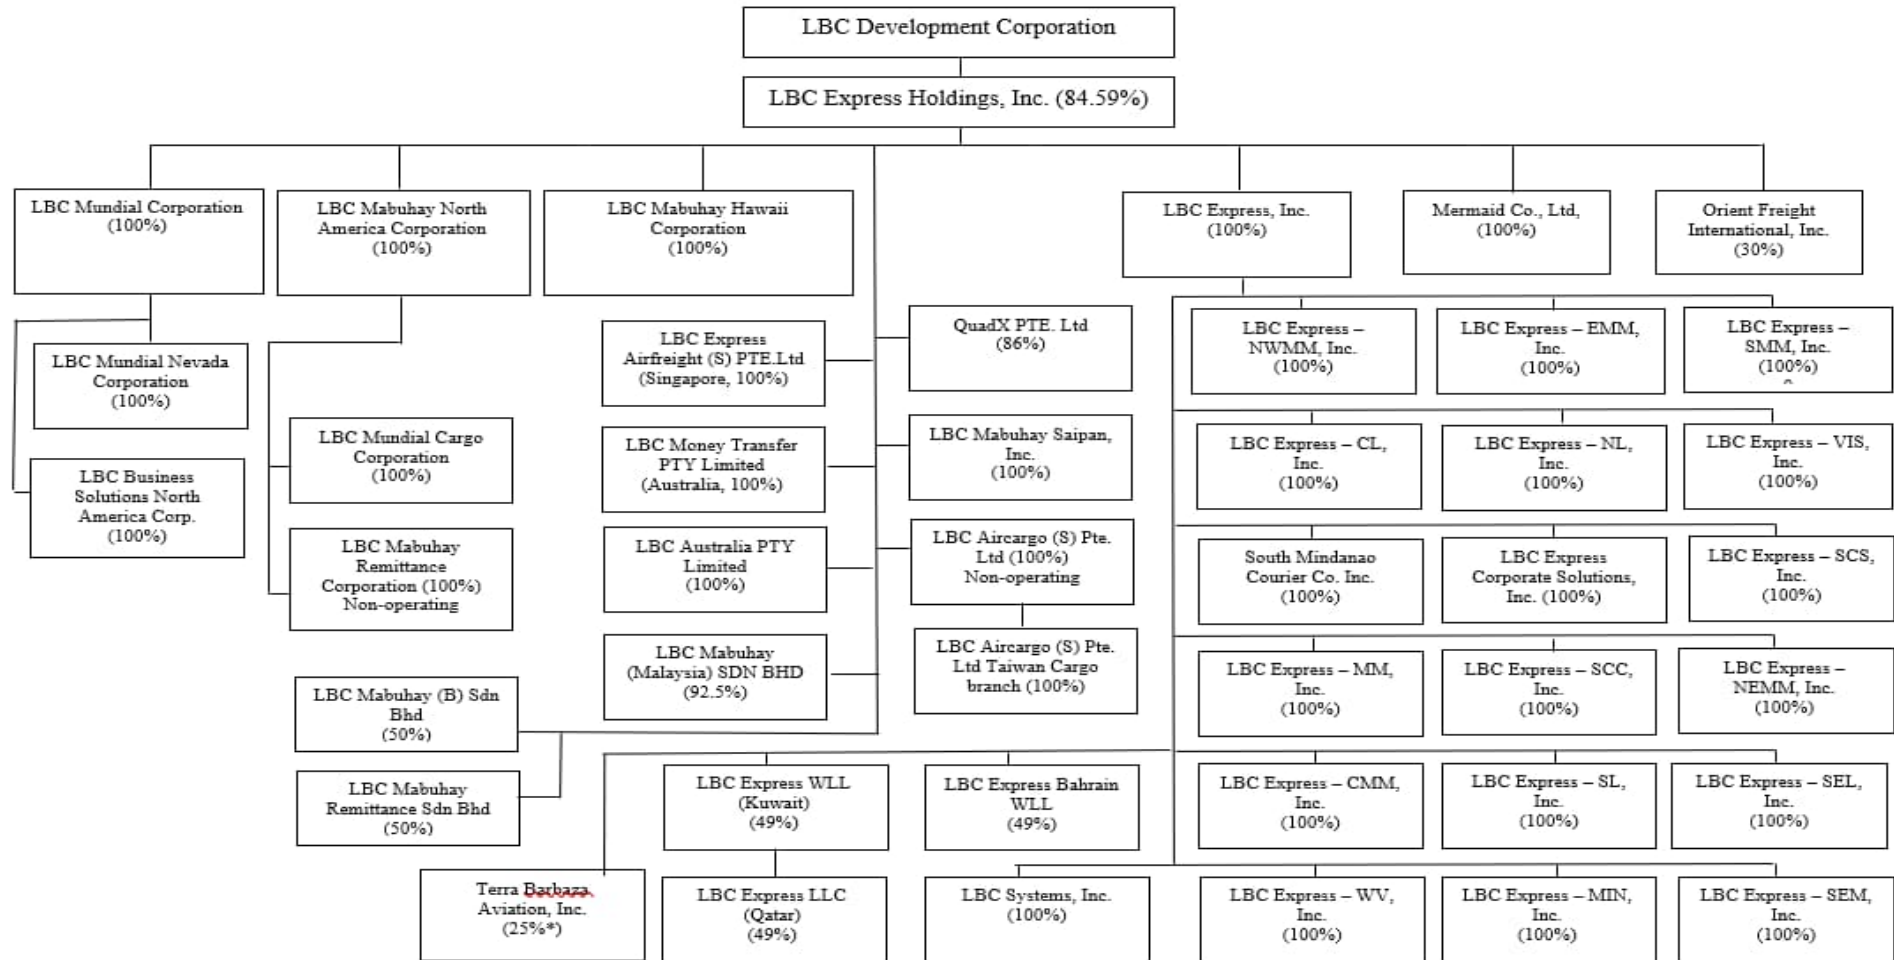 LBC Development Corporation
LBC Express Holdings, Inc. (84.59%)
LBC Mundial Corporation
(100%)
LBC Mabuhay North
America Corporation
(100%)
LBC Mabuhay Hawaii
Corporation
(100%)
LBC Express, Inc.
(100%)
Mermaid Co., Ltd,
(100%)
Orient Freight
International, Inc.
(30%)
LBC Mundial Nevada
Corporation
(100%)
LBC Business
Solutions North
America Corp.
(100%)
LBC Mundial Cargo
Corporation
(100%)
LBC Mabuhay
Remittance
Corporation (100%)
Non-operating
LBC Express
Airfreight (S) PTE.Ltd
(Singapore, 100%)
LBC Money Transfer
PTY Limited
(Australia, 100%)
LBC Australia PTY
Limited
(100%)
LBC Mabuhay
(Malaysia) SDN BHD
(92.5%)
QuadX PTE. Ltd
(86%)
LBC Mabuhay Saipan,
Inc.
(100%)
LBC Aircargo (S) Pte.
Ltd (100%)
Non-operating
LBC Aircargo (S) Pte.
Ltd Taiwan Cargo
branch (100%)
LBC Mabuhay (B) Sdn
Bhd
(50%)
LBC Mabuhay
Remittance Sdn Bhd
(50%)
LBC Express –
NWMM, Inc.
(100%)
LBC Express – EMM,
Inc.
(100%)
LBC Express –
SMM, Inc.
(100%)
LBC Express – CL,
Inc.
(100%)
LBC Express – NL,
Inc.
(100%)
LBC Express – VIS,
Inc.
(100%)
South Mindanao
Courier Co. Inc.
(100%)
LBC Express
Corporate Solutions,
Inc. (100%)
LBC Express – SCS,
Inc.
(100%)
LBC Express – MM,
Inc.
(100%)
LBC Express – SCC,
Inc.
(100%)
LBC Express –
NEMM, Inc.
(100%)
LBC Express WLL
(Kuwait)
(49%)
LBC Express Bahrain
WLL
(49%)
LBC Express – CMM,
Inc.
(100%)
LBC Express – SL,
Inc.
(100%)
LBC Express – SEL,
Inc.
(100%)
Terra Barbaza
Aviation, Inc.
(25%*)
LBC Express LLC
(Qatar)
(49%)
LBC Systems, Inc.
(100%)
LBC Express – WV,
Inc.
(100%)
LBC Express – MIN,
Inc.
(100%)
LBC Express – SEM,
Inc.
(100%)